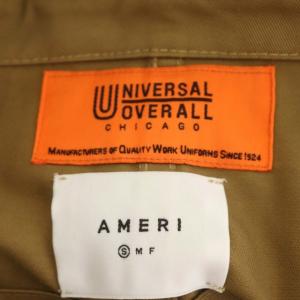 UNIVERSAL
OVERALL
CHICAGO
MANUFACTURERS OF QUALITY WORK UNIFORMS SINCE 1924
AMERI
S M F